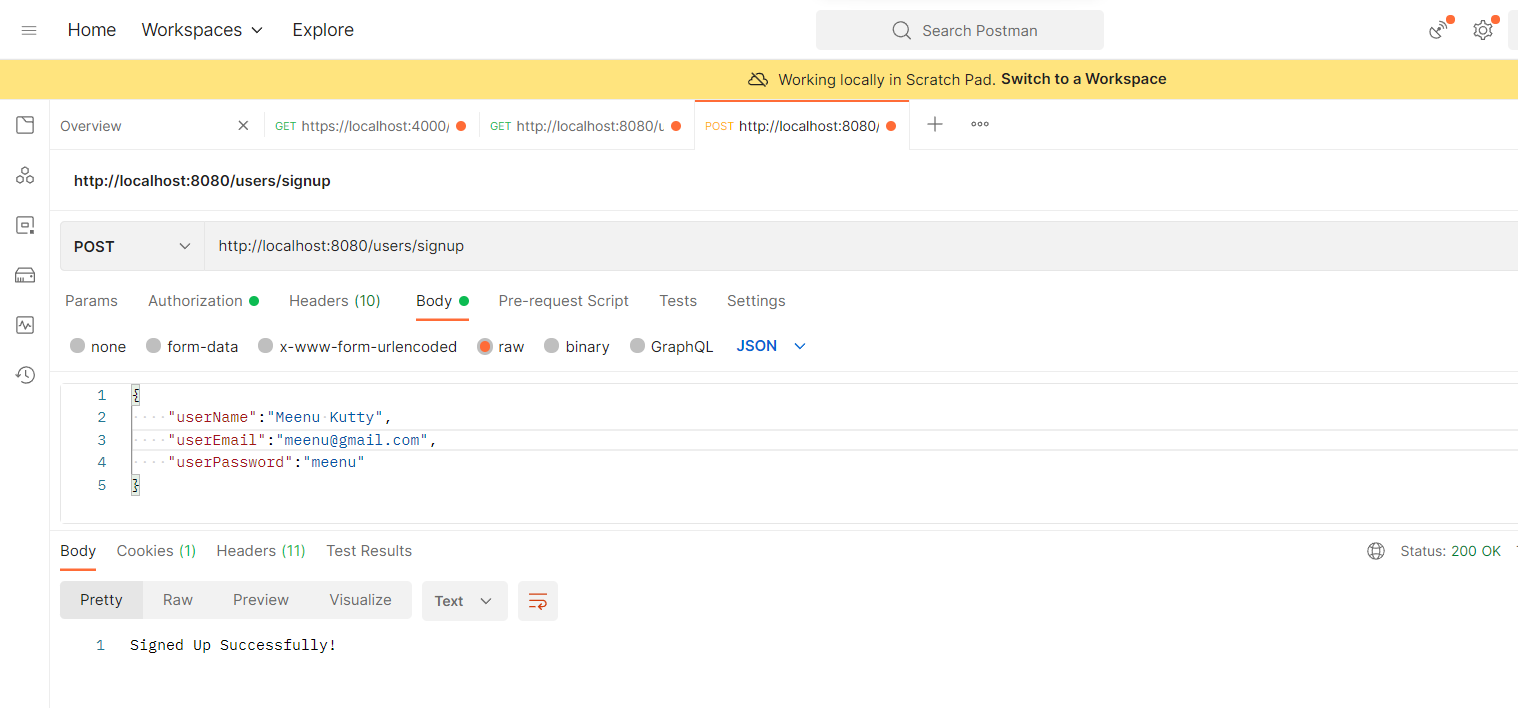 Home Workspaces Explore Search Postman
Working locally in Scratch Pad. Switch to a Workspace
Overview GET https://localhost:4000/ GET http://localhost:8080/u POST http://localhost:8080/
http://localhost:8080/users/signup
POST http://localhost:8080/users/signup
Params Authorization Headers (10) Body Pre-request Script Tests Settings
none form-data x-www-form-urlencoded raw binary GraphQL JSON
1 {
2 "userName":"Meenu Kutty",
3 "userEmail":"meenu@gmail.com",
4 "userPassword":"meenu"
5 }
Body Cookies (1) Headers (11) Test Results Status: 200 OK
Pretty Raw Preview Visualize Text
1 Signed Up Successfully!